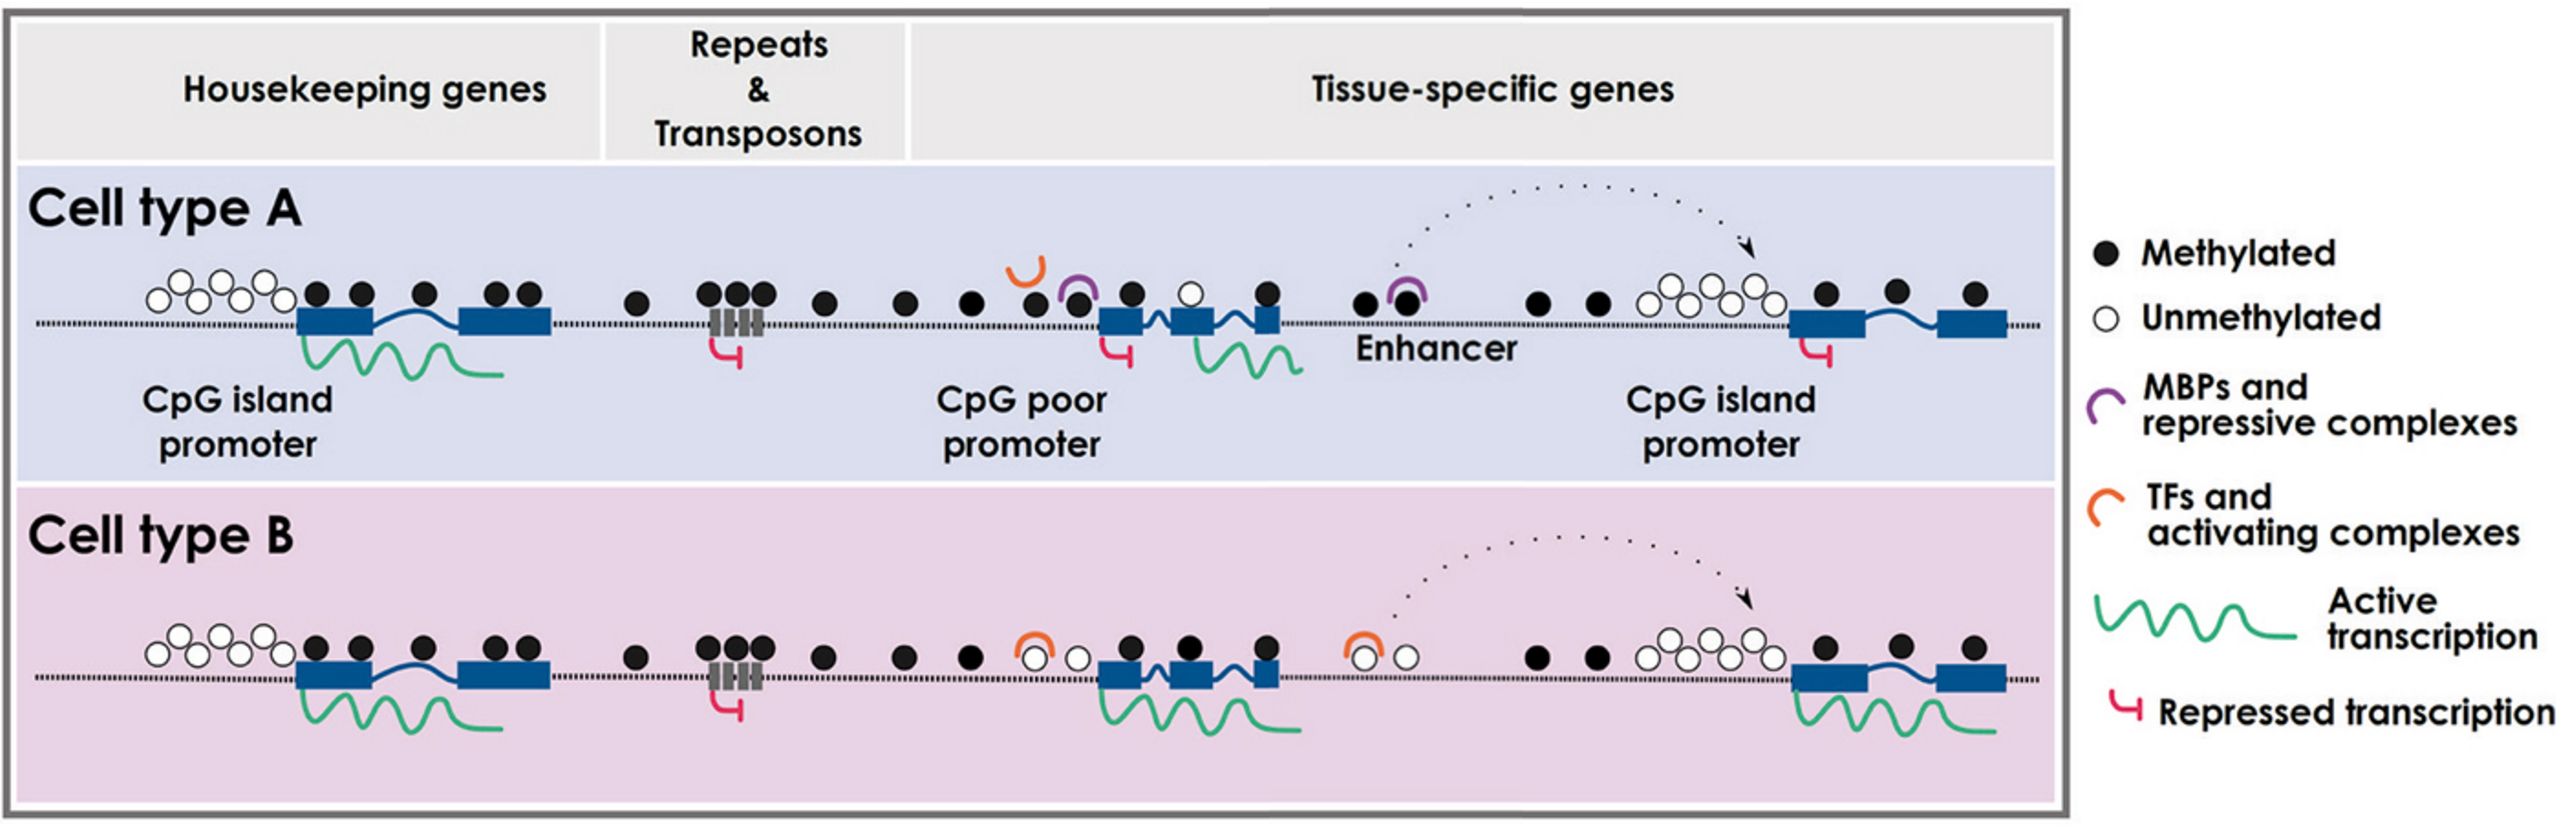 Housekeeping genes
Repeats
&
Transposons
Tissue-specific genes
Cell type A
Enhancer
CpG island
promoter
CpG poor
promoter
CpG island
promoter
Cell type B
Methylated
Unmethylated
MBPs and
repressive complexes
TFs and
activating complexes
Active
transcription
Repressed transcription